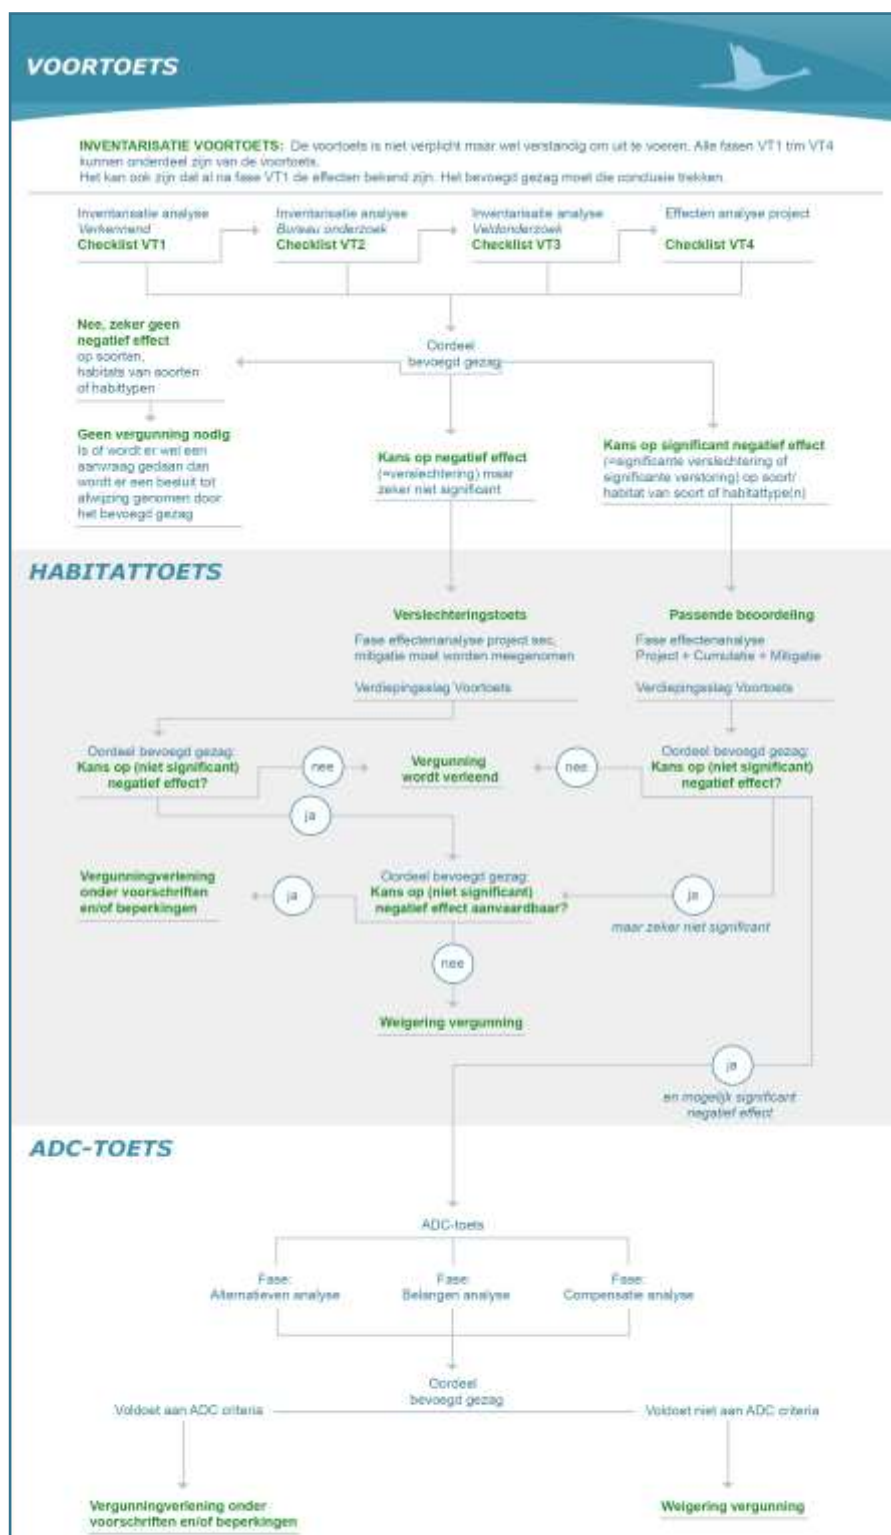 VOORTOETS
INVENTARISATIE VOORTOETS: De voortoets is niet verplicht maar wel verstandig om uit te voeren. Alle fasen VT1 t/m VT4
kunnen onderdeel zijn van de voortoets.
Het kan ook zijn dat al na fase VT1 de effecten bekend zijn. Het bevoegd gezag moet die conclusie trekken.
Inventarisatie analyse
Verkennend
Checklist VT1
Inventarisatie analyse
Bureau onderzoek
Checklist VT2
Inventarisatie analyse
Veldonderzoek
Checklist VT3
Effecten analyse project
Checklist VT4
Nee, zeker geen
negatief effect
op soorten,
habitats van soorten
of habittypen
Oordeel
bevoegd gezag
Geen vergunning nodig
Is of wordt er wel een
aanvraag gedaan dan
wordt er een besluit tot
afwijzing genomen door
het bevoegd gezag
Kans op negatief effect
(=verslechtering) maar
zeker niet significant
Kans op significant negatief effect
(=significante verslechtering of
significante verstoring) op soort/
habitat van soort of habitattype(n)
HABITATTOETS
Verslechteringstoets
Fase effectenanalyse project sec,
mitigatie moet worden meegenomen
Verdiepingsslag Voortoets
Passende beoordeling
Fase effectenanalyse
Project + Cumulatie + Mitigatie
Verdiepingsslag Voortoets
Oordeel bevoegd gezag:
Kans op (niet significant)
negatief effect?
nee
Vergunning
wordt verleend
nee
Oordeel bevoegd gezag:
Kans op (niet significant)
negatief effect?
ja
Vergunningverlening
onder voorschriften
en/of beperkingen
ja
Oordeel bevoegd gezag:
Kans op (niet significant)
negatief effect aanvaardbaar?
ja
maar zeker niet significant
nee
Weigering vergunning
ja
en mogelijk significant
negatief effect
ADC-TOETS
ADC-toets
Fase:
Alternatieven analyse
Fase:
Belangen analyse
Fase:
Compensatie analyse
Oordeel
bevoegd gezag
Voldoet aan ADC criteria
Voldoet niet aan ADC criteria
Vergunningverlening onder
voorschriften en/of beperkingen
Weigering vergunning